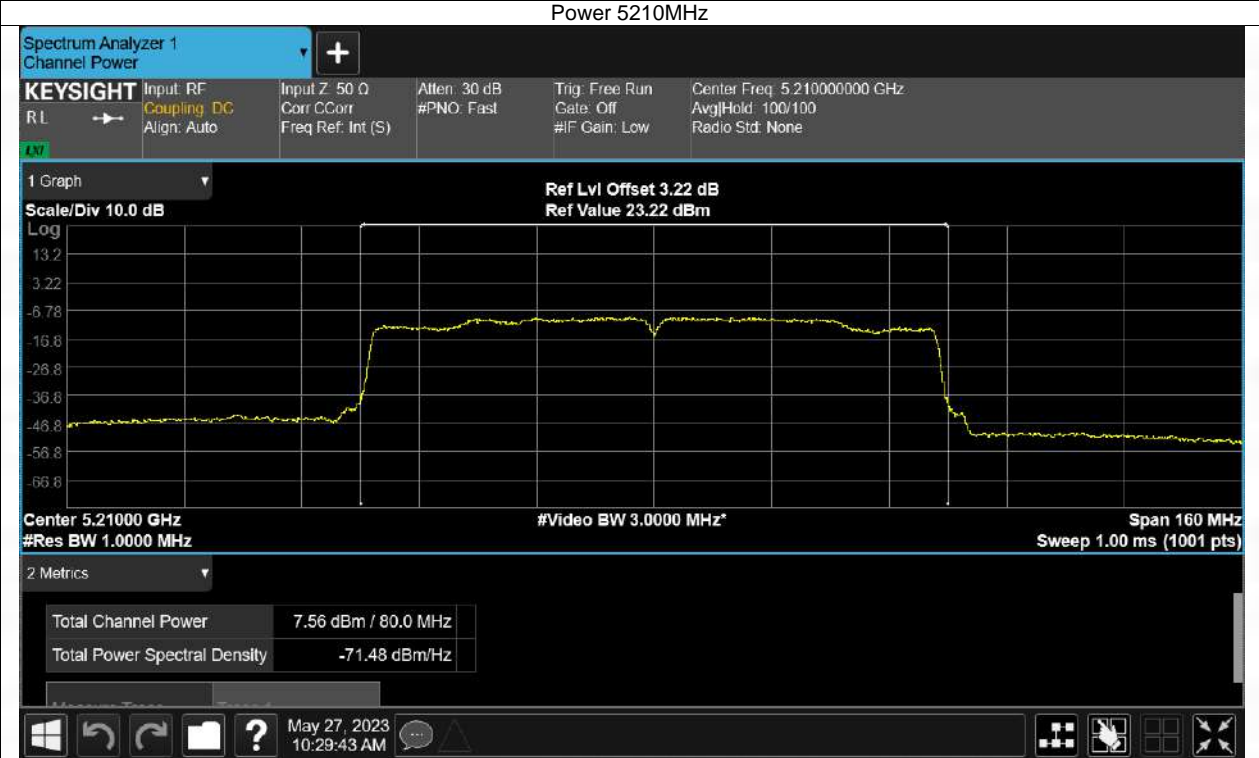 Power 5210MHz
Spectrum Analyzer 1
Channel Power
+
KEYSIGHT
R L
LXI
Input: RF
Coupling: DC
Align: Auto
Input Z: 50 Ω
Corr CCorr
Freq Ref: Int (S)
Atten: 30 dB
#PNO: Fast
Trig: Free Run
Gate: Off
#IF Gain: Low
Center Freq: 5.210000000 GHz
Avg|Hold: 100/100
Radio Std: None
1 Graph
Scale/Div 10.0 dB
Ref Lvl Offset 3.22 dB
Ref Value 23.22 dBm
Log
13.2
3.22
-6.78
-16.8
-26.8
-36.8
-46.8
-56.8
-66.8
Center 5.21000 GHz
#Res BW 1.0000 MHz
#Video BW 3.0000 MHz*
Span 160 MHz
Sweep 1.00 ms (1001 pts)
2 Metrics
Total Channel Power 7.56 dBm / 80.0 MHz
Total Power Spectral Density -71.48 dBm/Hz
?
May 27, 2023
10:29:43 AM